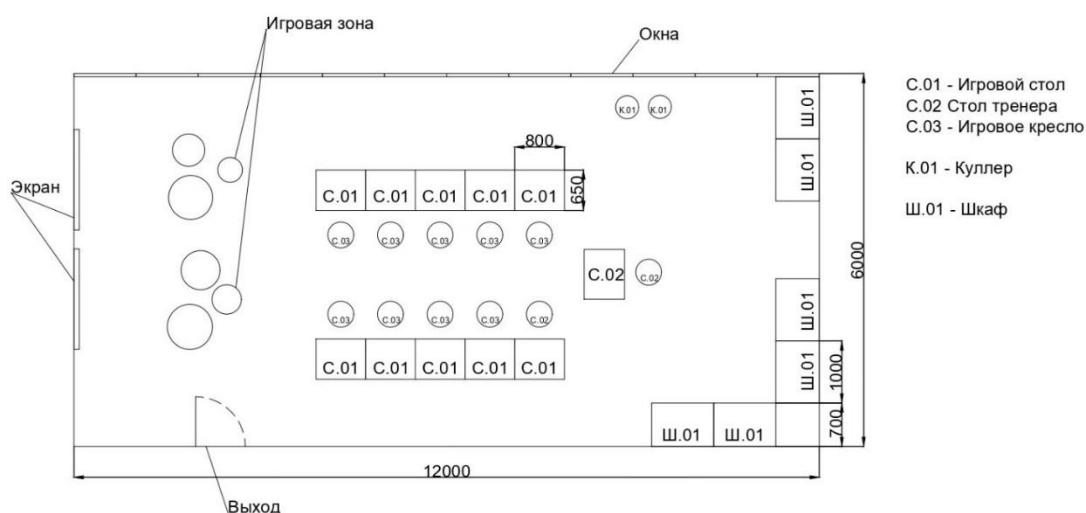 Игровая зона
Окна
С.01 - Игровой стол
С.02 Стол тренера
С.03 - Игровое кресло
К.01 - Куллер
Ш.01 - Шкаф
К.01 К.01
Ш.01
Ш.01
800
650
Экран
С.01 С.01 С.01 С.01 С.01
С.03 С.03 С.03 С.03 С.03
С.02 С.02
6000
С.03 С.03 С.03 С.03 С.02
Ш.01
С.01 С.01 С.01 С.01 С.01
Ш.01
1000
Ш.01 Ш.01
700
12000
Выход